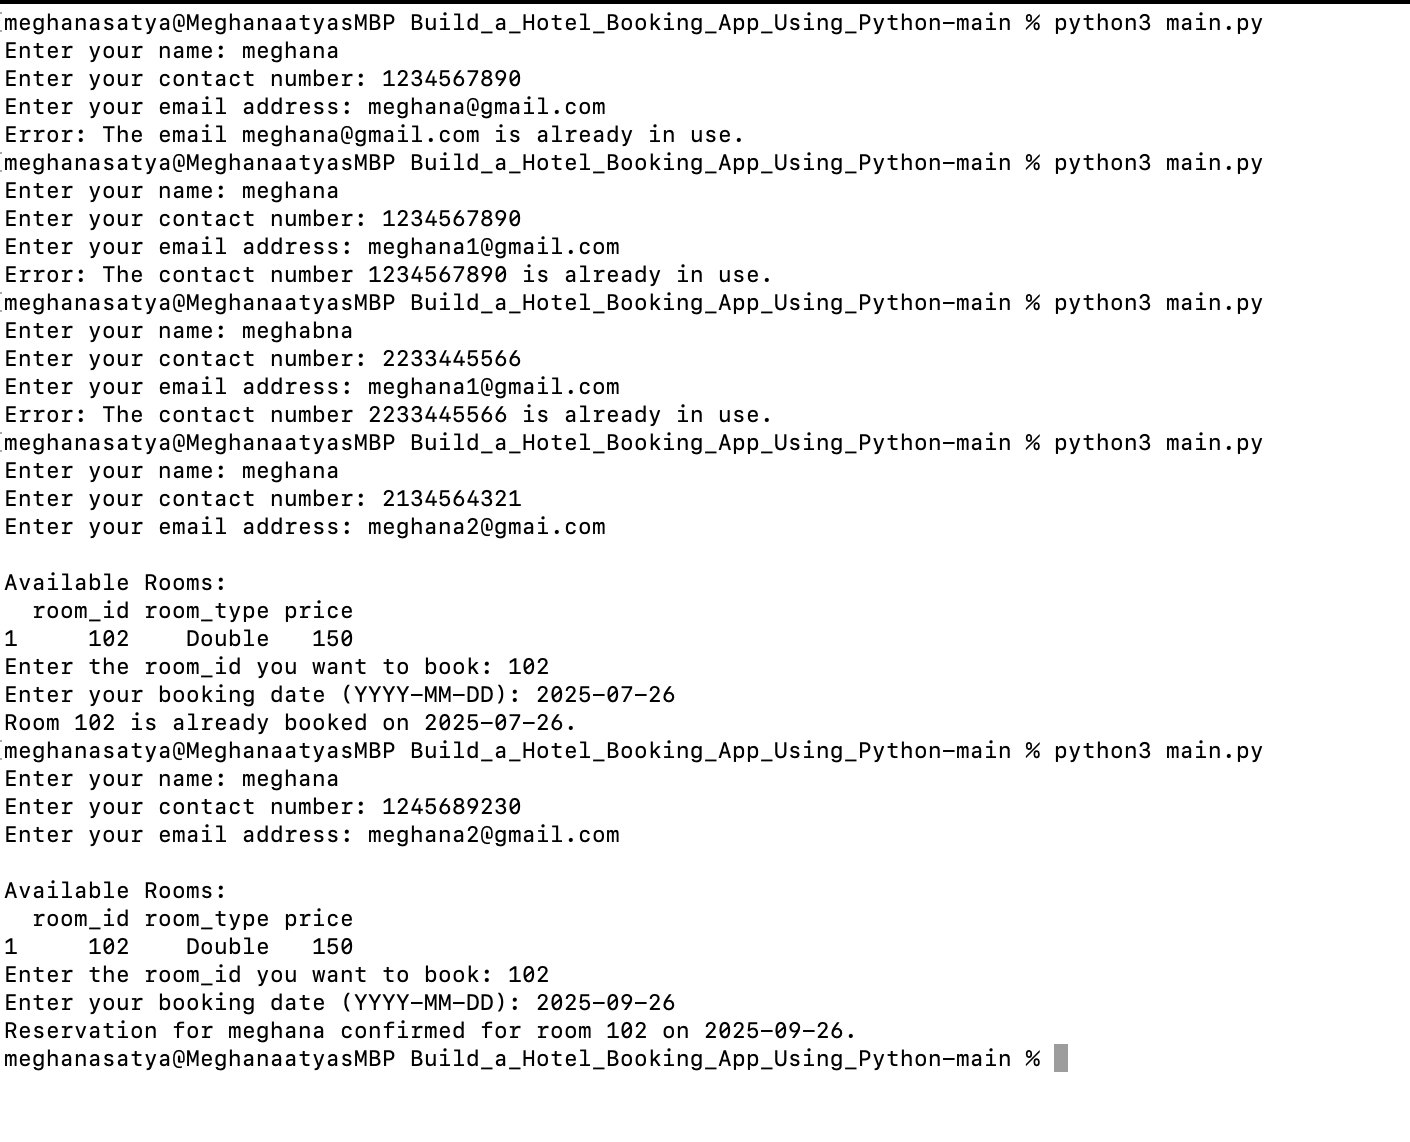 meghanasatya@MeghanaatyasMBP Build_a_Hotel_Booking_App_Using_Python-main % python3 main.py
Enter your name: meghana
Enter your contact number: 1234567890
Enter your email address: meghana@gmail.com
Error: The email meghana@gmail.com is already in use.
meghanasatya@MeghanaatyasMBP Build_a_Hotel_Booking_App_Using_Python-main % python3 main.py
Enter your name: meghana
Enter your contact number: 1234567890
Enter your email address: meghana1@gmail.com
Error: The contact number 1234567890 is already in use.
meghanasatya@MeghanaatyasMBP Build_a_Hotel_Booking_App_Using_Python-main % python3 main.py
Enter your name: meghabna
Enter your contact number: 2233445566
Enter your email address: meghana1@gmail.com
Error: The contact number 2233445566 is already in use.
meghanasatya@MeghanaatyasMBP Build_a_Hotel_Booking_App_Using_Python-main % python3 main.py
Enter your name: meghana
Enter your contact number: 2134564321
Enter your email address: meghana2@gmai.com

Available Rooms:
  room_id room_type price
1     102    Double   150
Enter the room_id you want to book: 102
Enter your booking date (YYYY-MM-DD): 2025-07-26
Room 102 is already booked on 2025-07-26.
meghanasatya@MeghanaatyasMBP Build_a_Hotel_Booking_App_Using_Python-main % python3 main.py
Enter your name: meghana
Enter your contact number: 1245689230
Enter your email address: meghana2@gmail.com

Available Rooms:
  room_id room_type price
1     102    Double   150
Enter the room_id you want to book: 102
Enter your booking date (YYYY-MM-DD): 2025-09-26
Reservation for meghana confirmed for room 102 on 2025-09-26.
meghanasatya@MeghanaatyasMBP Build_a_Hotel_Booking_App_Using_Python-main %